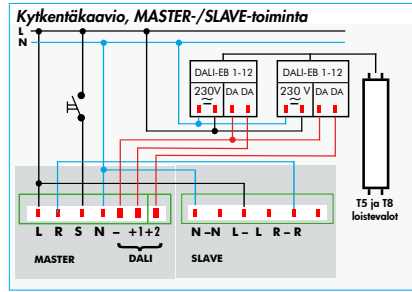 Kytkentäkaavio, MASTER-/SLAVE-toiminta
L
N
DALI-EB 1-12 DALI-EB 1-12
230V DA DA 230 V DA DA
T5 ja T8
loistevalot
L R S N – +1 +2 N –N L – L R – R
MASTER DALI SLAVE